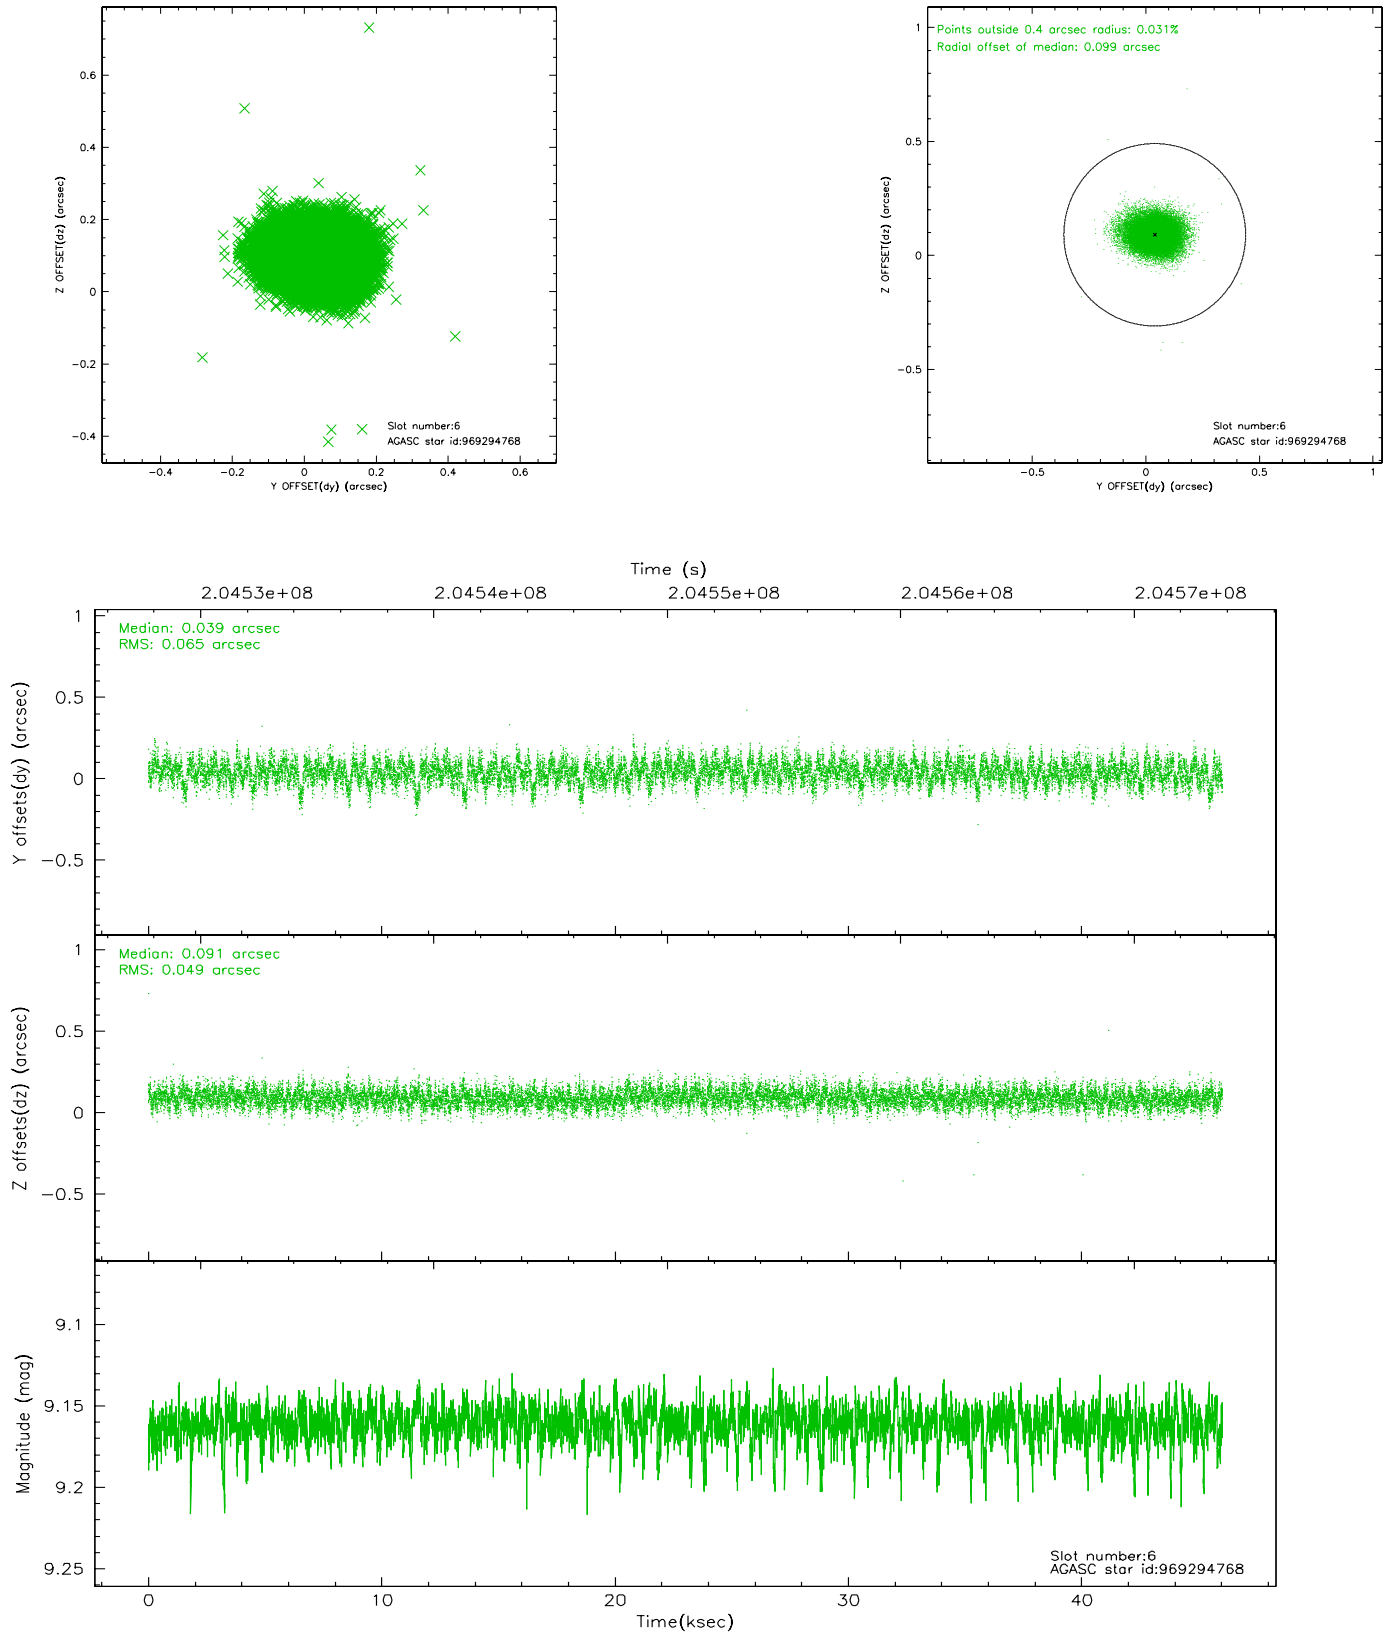 0.6
0.4
0.2
0
−0.2
−0.4
Z OFFSET(dz) (arcsec)
−0.4 −0.2 0 0.2 0.4 0.6
Y OFFSET(dy) (arcsec)
Slot number:6
AGASC star id:969294768
Points outside 0.4 arcsec radius: 0.031%
Radial offset of median: 0.099 arcsec
1
0.5
0
−0.5
Z OFFSET(dz) (arcsec)
−0.5 0 0.5 1
Y OFFSET(dy) (arcsec)
Slot number:6
AGASC star id:969294768
Time (s)
2.0453e+08 2.0454e+08 2.0455e+08 2.0456e+08 2.0457e+08
Median: 0.039 arcsec
RMS: 0.065 arcsec
1
0.5
0
−0.5
Y offsets(dy) (arcsec)
Median: 0.091 arcsec
RMS: 0.049 arcsec
1
0.5
0
−0.5
Z offsets(dz) (arcsec)
9.1
9.15
9.2
9.25
Magnitude (mag)
Slot number:6
AGASC star id:969294768
0 10 20 30 40
Time(ksec)